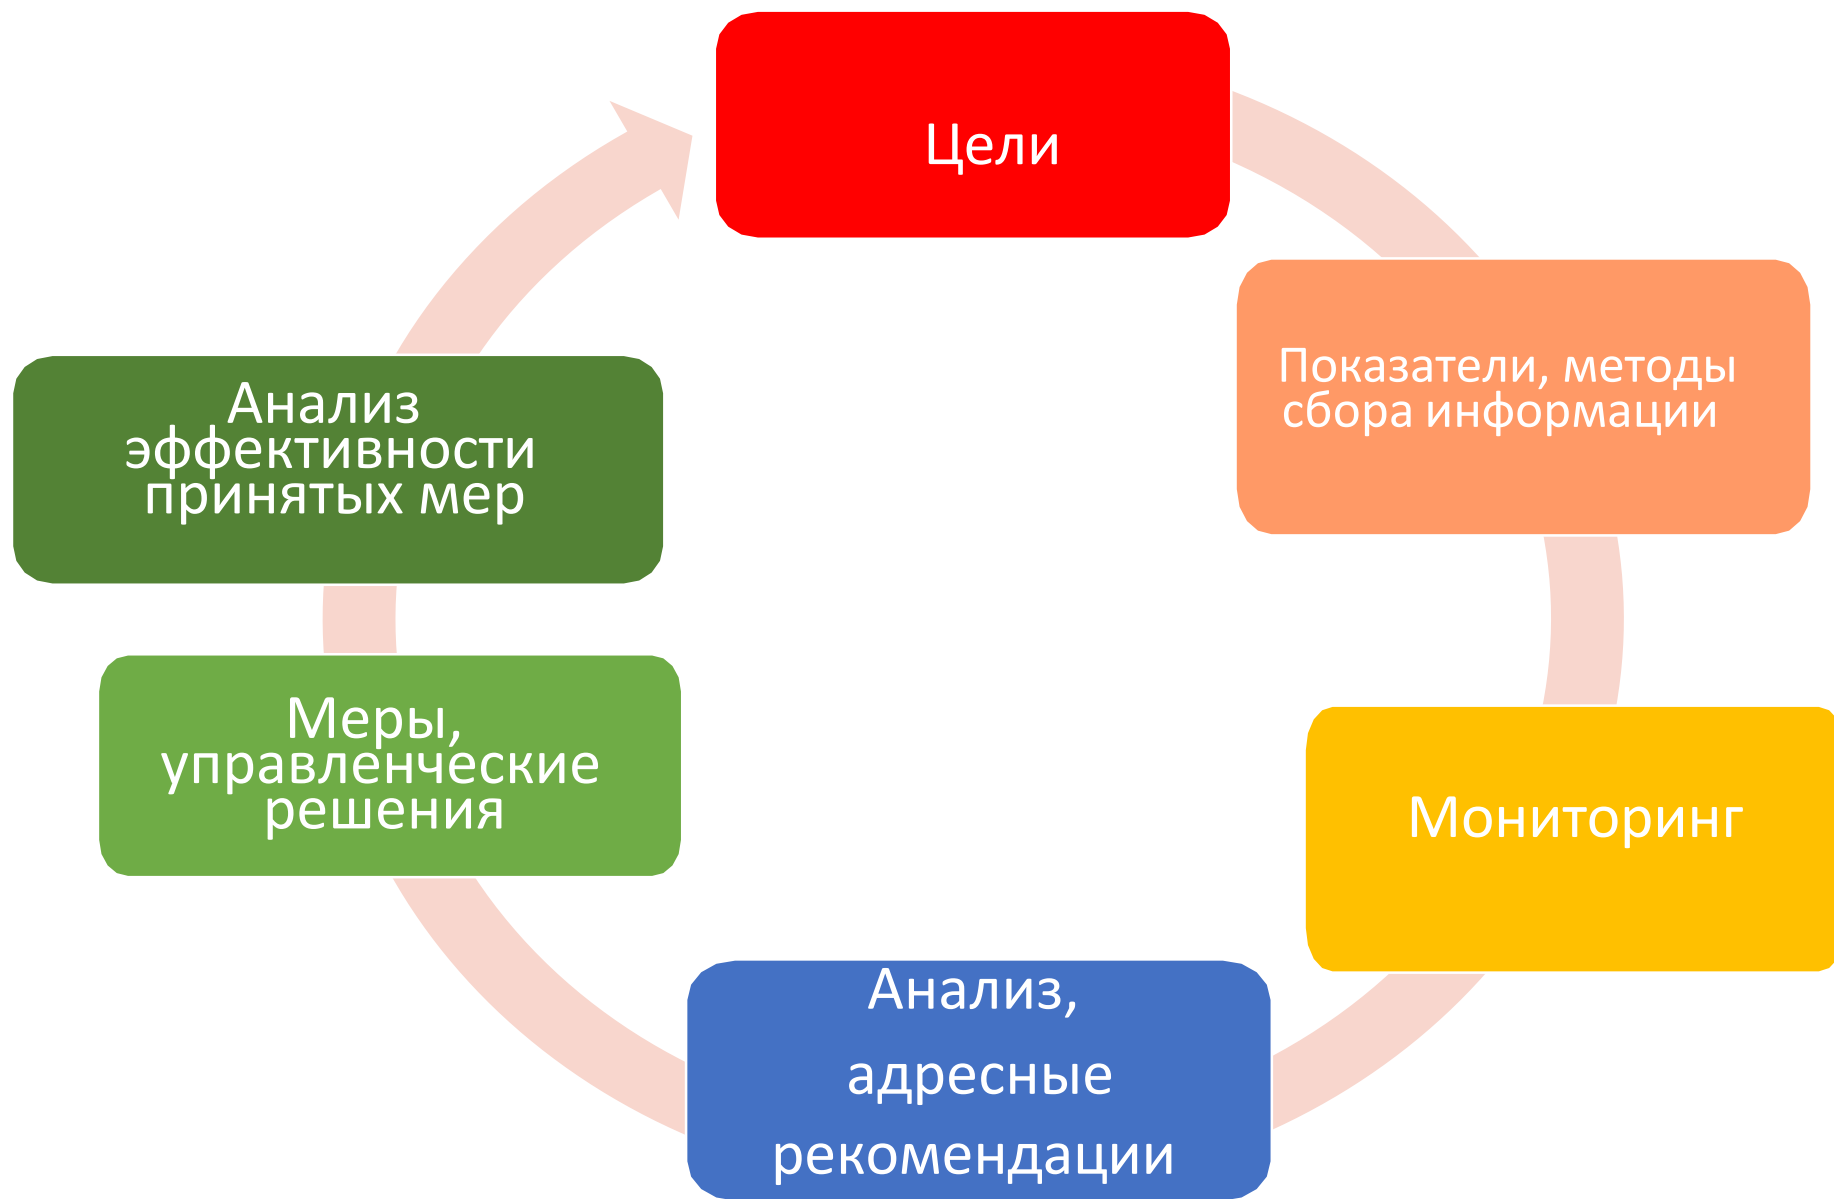 Цели
Показатели, методы
сбора информации
Мониторинг
Анализ,
адресные
рекомендации
Меры,
управленческие
решения
Анализ
эффективности
принятых мер